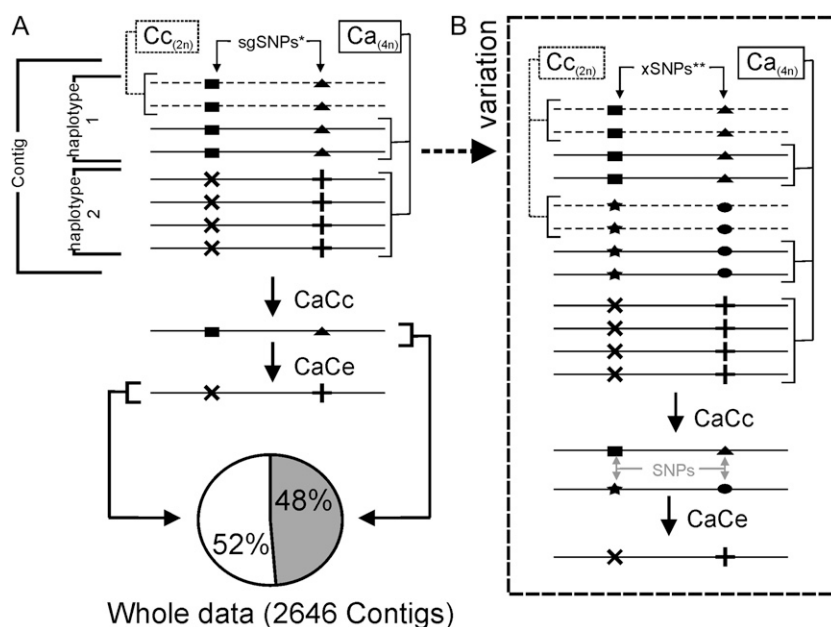 A
Cc(2n)
sgSNPs*
Ca(4n)
Contig
haplotype 1
haplotype 2
CaCc
CaCe
48%
52%
Whole data (2646 Contigs)
variation
B
Cc(2n)
xSNPs**
Ca(4n)
CaCc
SNPs
CaCe